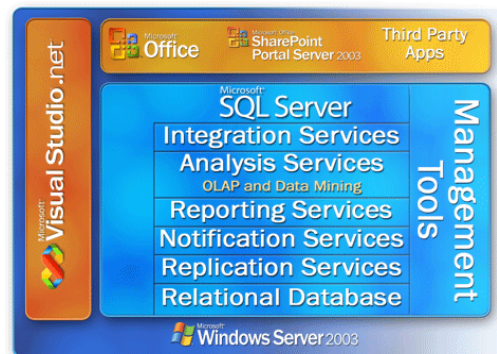 Microsoft
Visual Studio.net
Microsoft
Office
Microsoft Office
SharePoint
Portal Server 2003
Third Party
Apps
Microsoft
SQL Server
Integration Services
Analysis Services
OLAP and Data Mining
Reporting Services
Notification Services
Replication Services
Relational Database
Management
Tools
Microsoft
Windows Server 2003